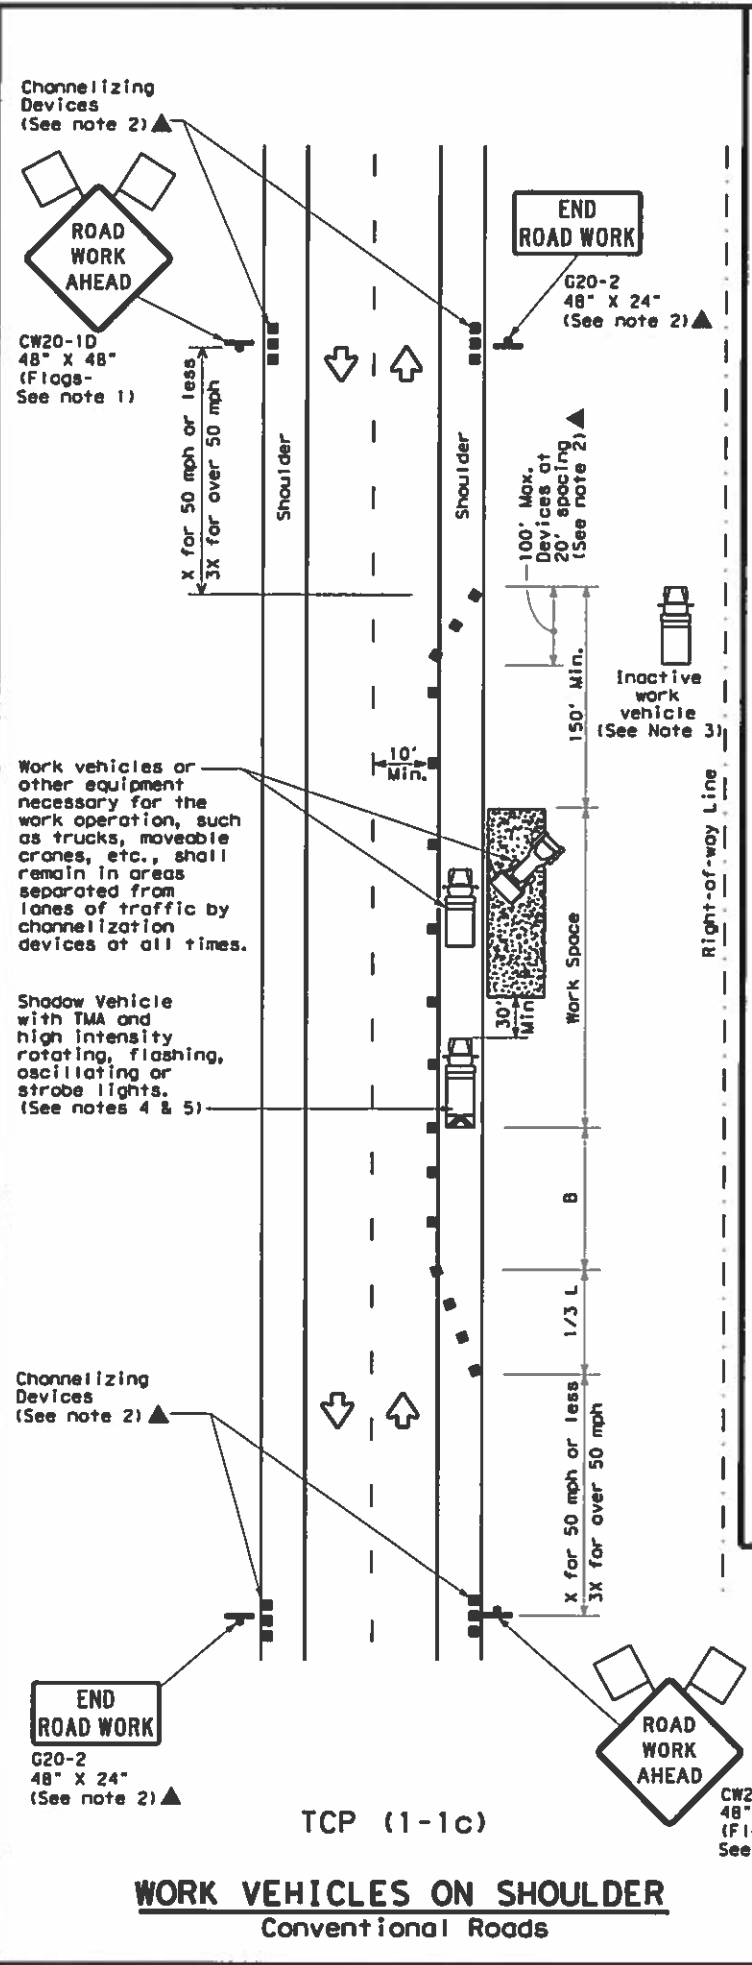 Channelizing
Devices
(See note 2)▲
ROAD
WORK
AHEAD
CW20-1D
48" X 48"
(Flags-
See note 1)
END
ROAD WORK
G20-2
48" X 24"
(See note 2)▲
X for 50 mph or less
3X for over 50 mph
Shoulder
Shoulder
100' Max.
Devices at
20' spacing
(See note 2)▲
Inactive
work
vehicle
(See Note 3)
150' Min.
10'
Min.
Work vehicles or
other equipment
necessary for the
work operation, such
as trucks, moveable
cranes, etc., shall
remain in areas
separated from
lanes of traffic by
channelization
devices at all times.
Right-of-way Line
Work Space
30'
Min
Shadow Vehicle
with TMA and
high intensity
rotating, flashing,
oscillating or
strobe lights.
(See notes 4 & 5)
B
1/3 L
Channelizing
Devices
(See note 2)▲
X for 50 mph or less
3X for over 50 mph
END
ROAD WORK
G20-2
48" X 24"
(See note 2)▲
ROAD
WORK
AHEAD
CW2
48"
(Fl
See
TCP (1-1c)
WORK VEHICLES ON SHOULDER
Conventional Roads